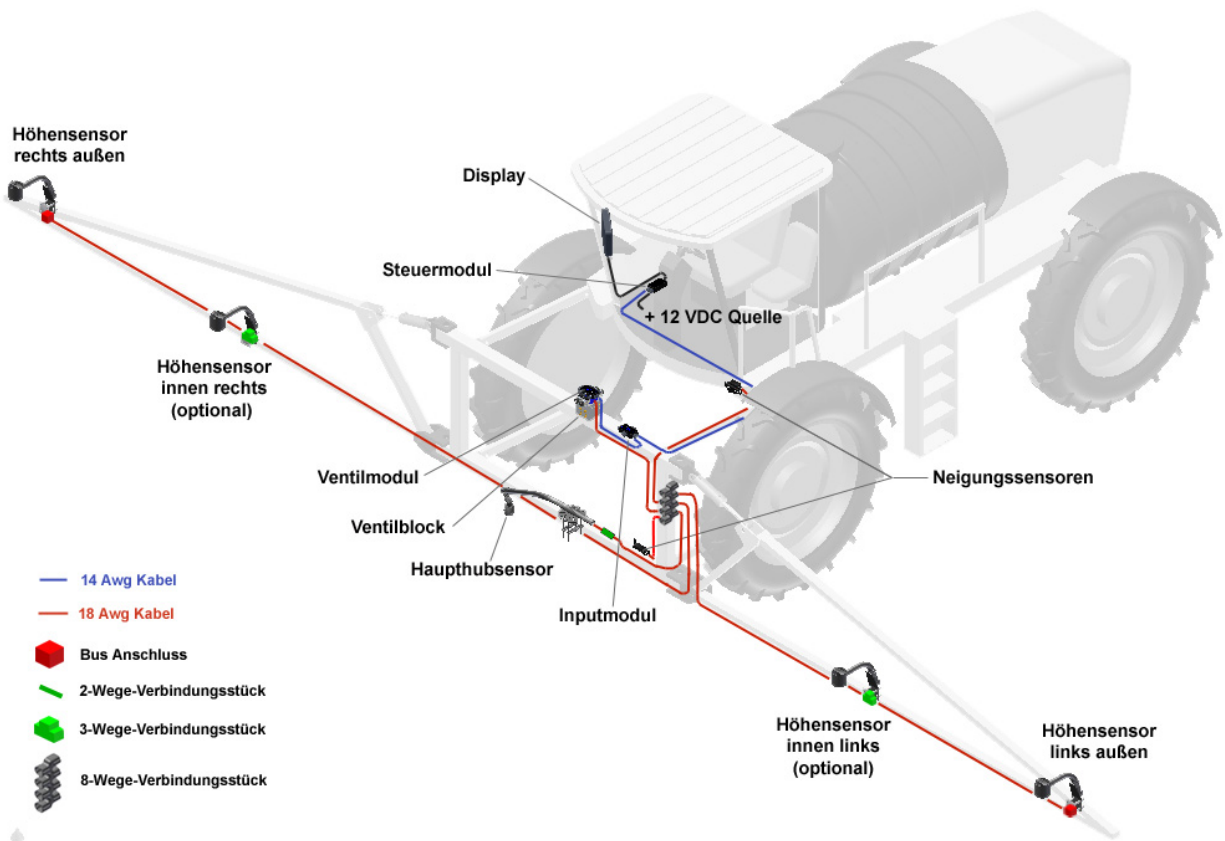 Höhensensor
rechts außen
Display
Steuermodul
+ 12 VDC Quelle
Höhensensor
innen rechts
(optional)
Ventilmodul
Neigungssensoren
Ventilblock
Haupthubsensor
Inputmodul
14 Awg Kabel
18 Awg Kabel
Bus Anschluss
2-Wege-Verbindungsstück
3-Wege-Verbindungsstück
8-Wege-Verbindungsstück
Höhensensor
innen links
(optional)
Höhensensor
links außen